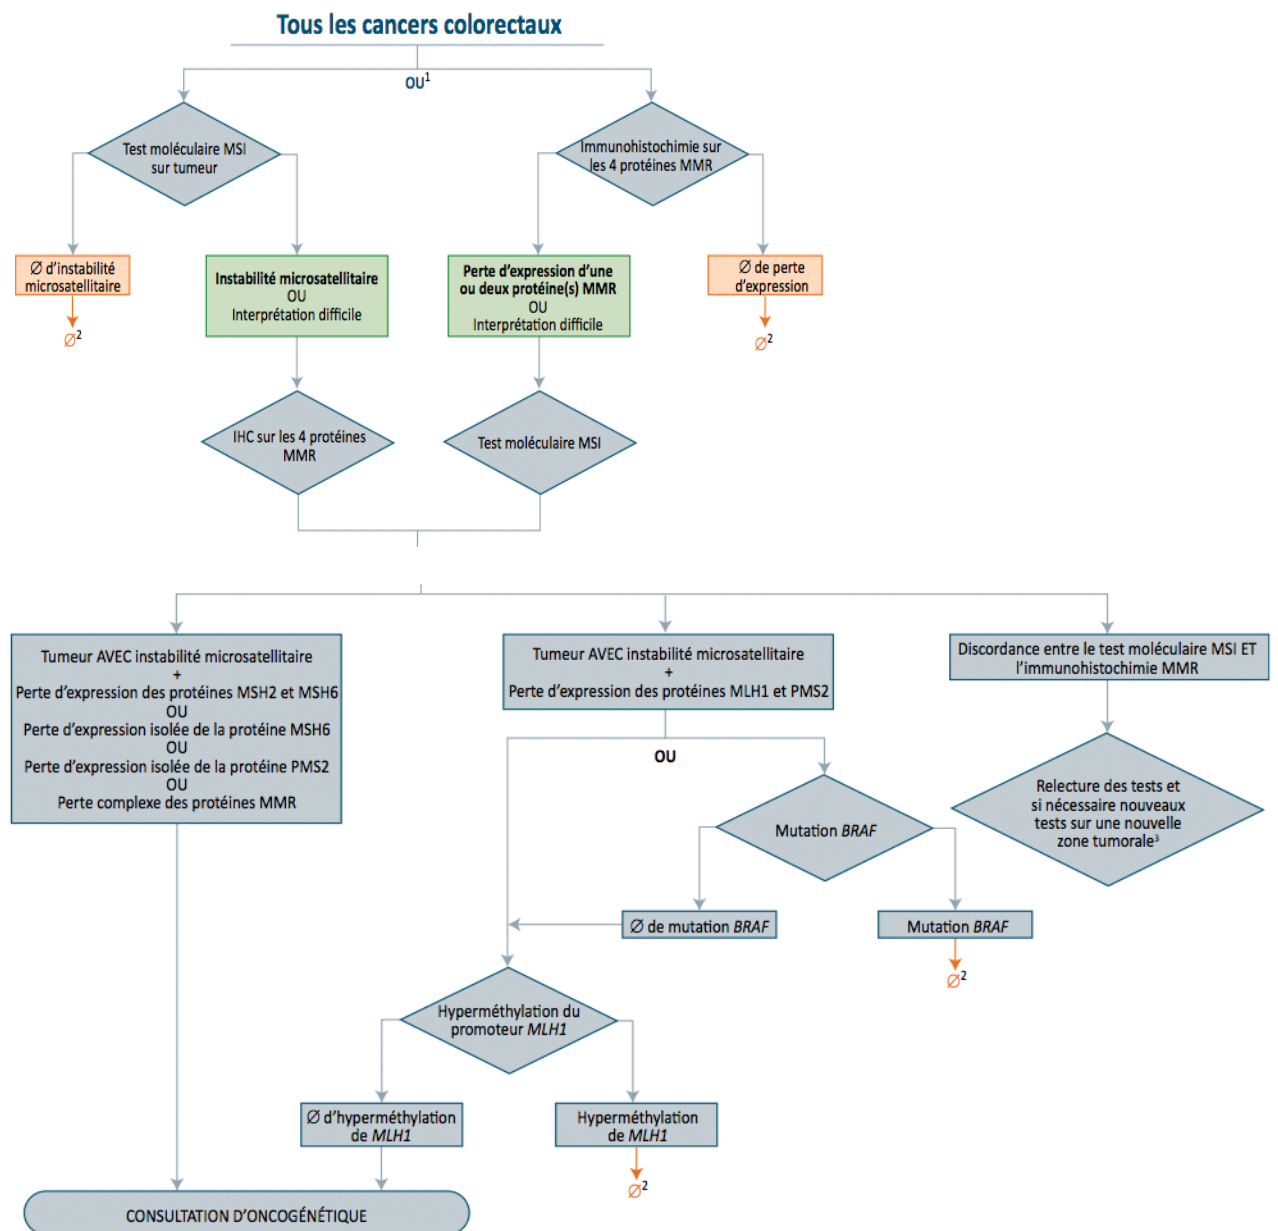 Tous les cancers colorectaux
OU¹
Test moléculaire MSI
sur tumeur
Immunohistochimie sur
les 4 protéines MMR
Ø d'instabilité
microsatellitaire
Ø²
Instabilité microsatellitaire
OU
Interprétation difficile
Perte d'expression d'une
ou deux protéine(s) MMR
OU
Interprétation difficile
Ø de perte
d'expression
Ø²
IHC sur les 4 protéines
MMR
Test moléculaire MSI
Tumeur AVEC instabilité microsatellitaire
+
Perte d'expression des protéines MSH2 et MSH6
OU
Perte d'expression isolée de la protéine MSH6
OU
Perte d'expression isolée de la protéine PMS2
OU
Perte complexe des protéines MMR
Tumeur AVEC instabilité microsatellitaire
+
Perte d'expression des protéines MLH1 et PMS2
Discordance entre le test moléculaire MSI ET
l'immunohistochimie MMR
OU
Mutation BRAF
Relecture des tests et
si nécessaire nouveaux
tests sur une nouvelle
zone tumorale³
Ø de mutation BRAF
Mutation BRAF
Ø²
Hyperméthylation du
promoteur MLH1
Ø d'hyperméthylation
de MLH1
Hyperméthylation
de MLH1
Ø²
CONSULTATION D'ONCOGÉNÉTIQUE